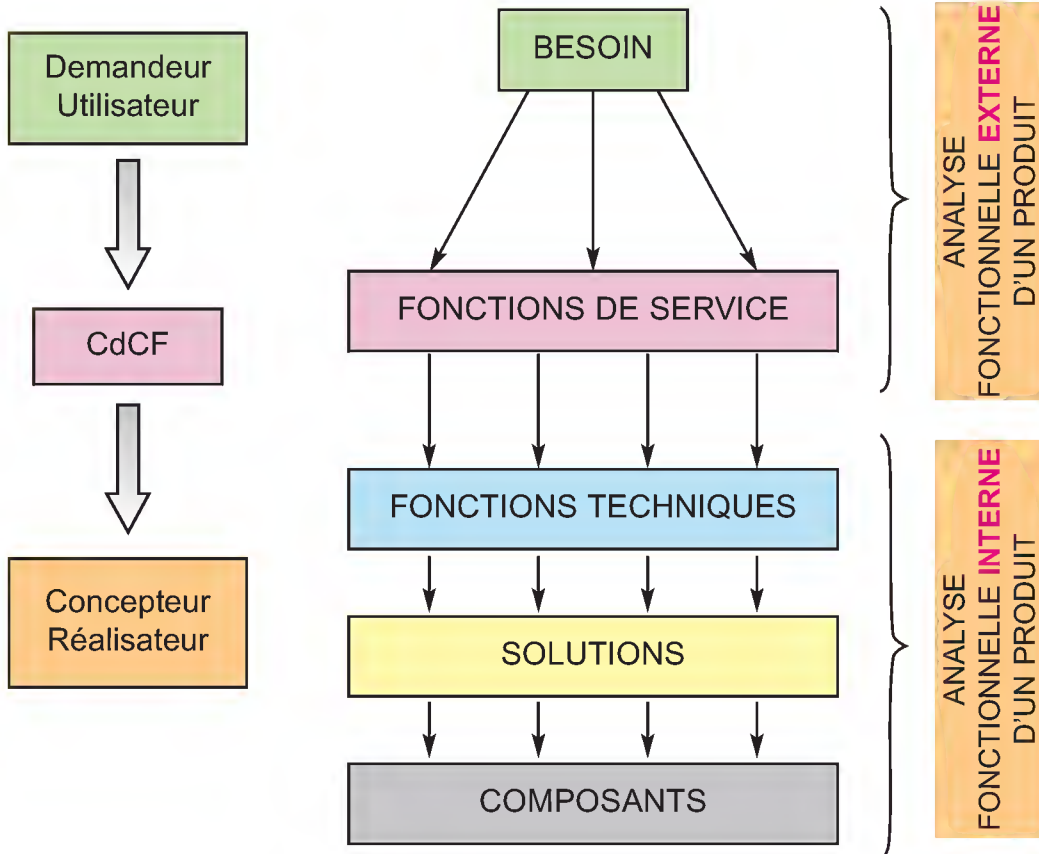 Demandeur
Utilisateur
CdCF
Concepteur
Réalisateur
BESOIN
FONCTIONS DE SERVICE
FONCTIONS TECHNIQUES
SOLUTIONS
COMPOSANTS
ANALYSE
FONCTIONNELLE EXTERNE
D'UN PRODUIT
ANALYSE
FONCTIONNELLE INTERNE
D'UN PRODUIT